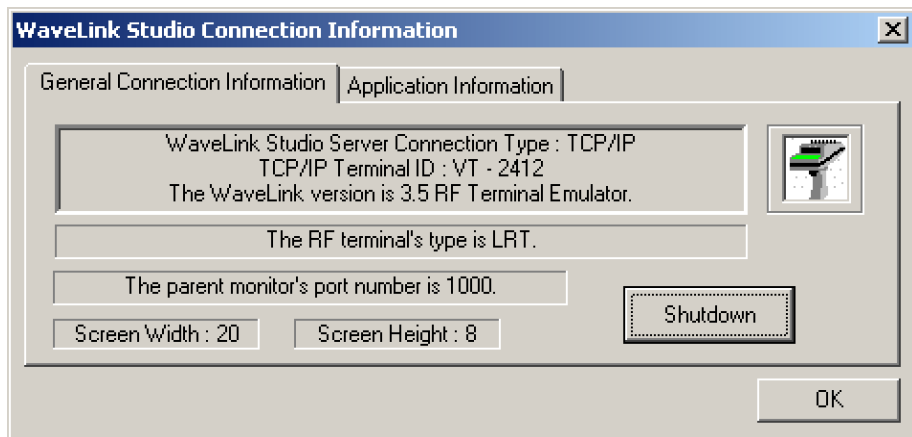 WaveLink Studio Connection Information
General Connection Information
Application Information
WaveLink Studio Server Connection Type : TCP/IP
TCP/IP Terminal ID : VT - 2412
The WaveLink version is 3.5 RF Terminal Emulator.
The RF terminal's type is LRT.
The parent monitor's port number is 1000.
Screen Width : 20
Screen Height : 8
Shutdown
OK